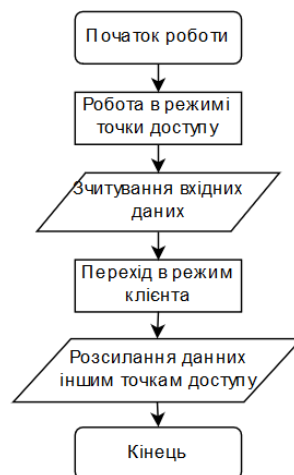 Початок роботи
Робота в режимі
точки доступу
Зчитування вхідних
даних
Перехід в режим
клієнта
Розсилання данних
іншим точкам доступу
Кінець